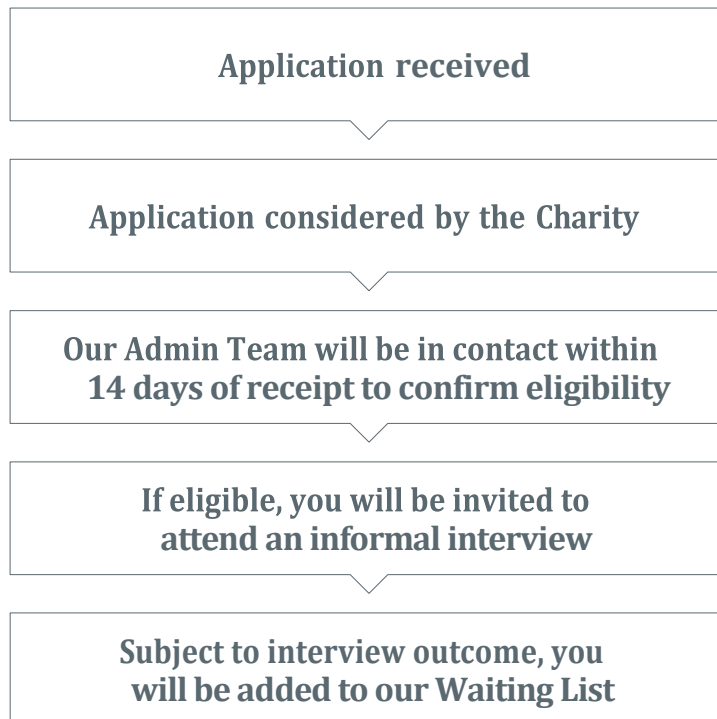 Application received
Application considered by the Charity
Our Admin Team will be in contact within
14 days of receipt to confirm eligibility
If eligible, you will be invited to
attend an informal interview
Subject to interview outcome, you
will be added to our Waiting List